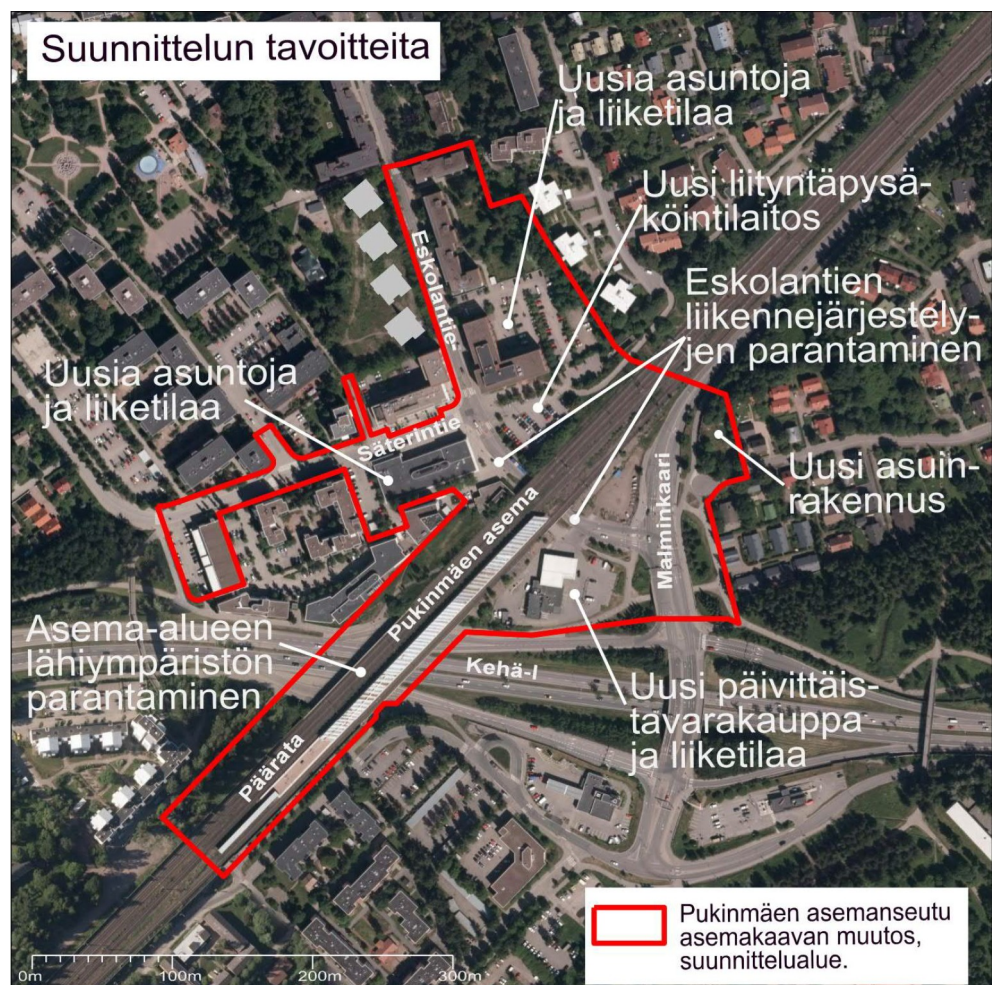 Suunnittelun tavoitteita
Uusia asuntoja
ja liiketilaa
Uusi liityntäpysä-
köintilaitos
Eskolantien
liikennejärjestely-
jen parantaminen
Eskolantie
Uusia asuntoja
ja liiketilaa
Säterintie
Uusi asuin-
rakennus
Malminkaari
Pukinmäen asema
Asema-alueen
lähiympäristön
parantaminen
Kehä-I
Uusi päivittäis-
tavarakauppa
ja liiketilaa
Päärata
Pukinmäen asemanseutu
asemakaavan muutos,
suunnittelualue.
0m 100m 200m 300m